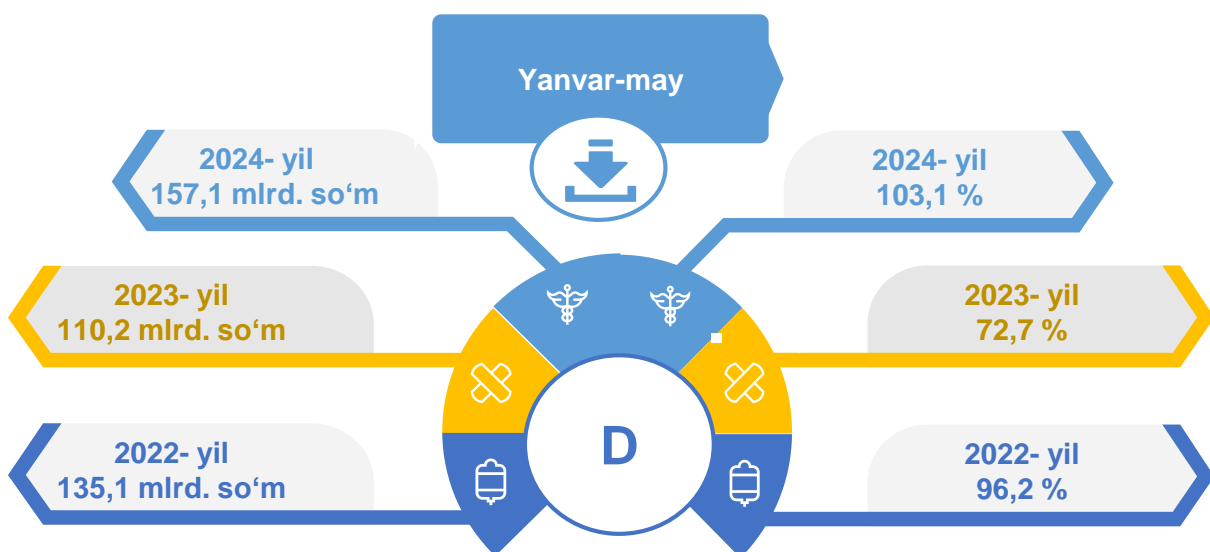 Yanvar-may
2024- yil
157,1 mlrd. so‘m
2024- yil
103,1 %
2023- yil
110,2 mlrd. so‘m
2023- yil
72,7 %
D
2022- yil
135,1 mlrd. so‘m
2022- yil
96,2 %